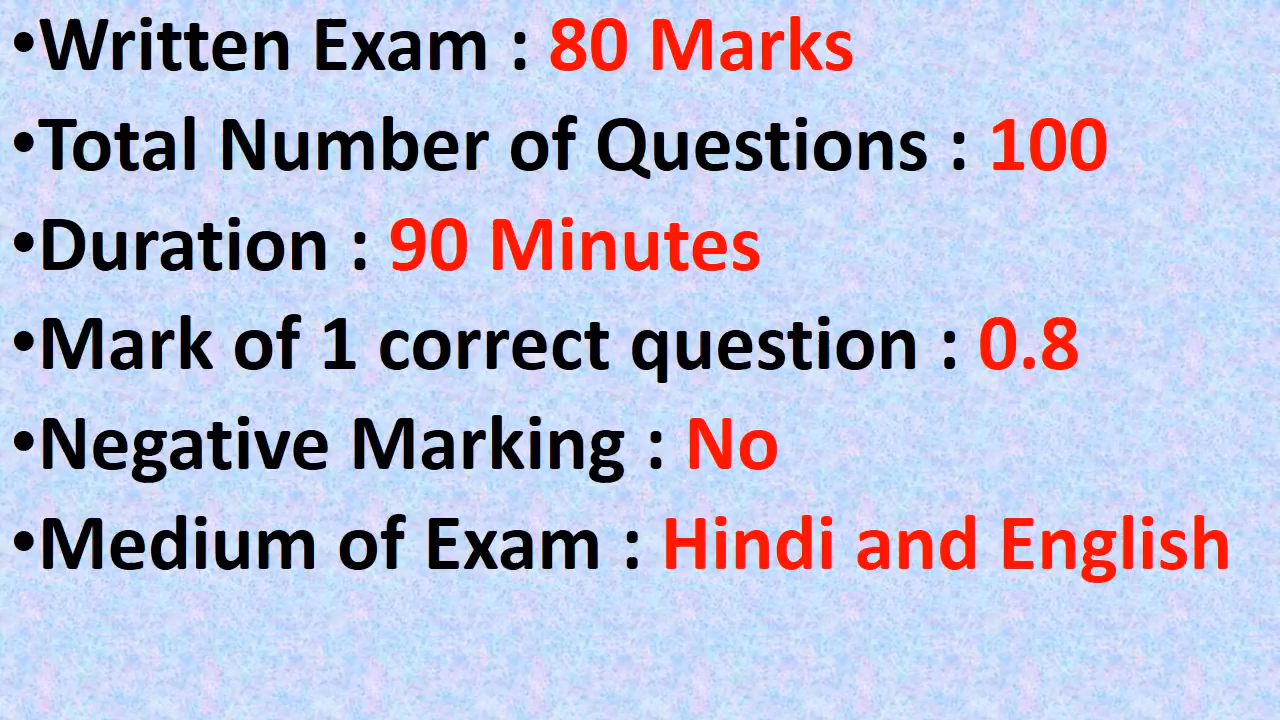 •Written Exam : 80 Marks
•Total Number of Questions : 100
•Duration : 90 Minutes
•Mark of 1 correct question : 0.8
•Negative Marking : No
•Medium of Exam : Hindi and English